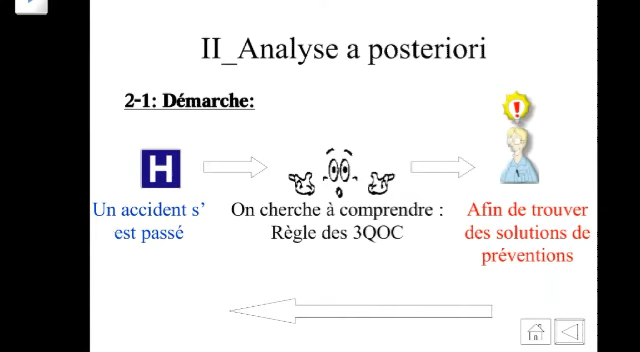 II_Analyse a posteriori
2-1: Démarche:
H
!
Un accident s'
est passé
On cherche à comprendre :
Règle des 3QOC
Afin de trouver
des solutions de
préventions